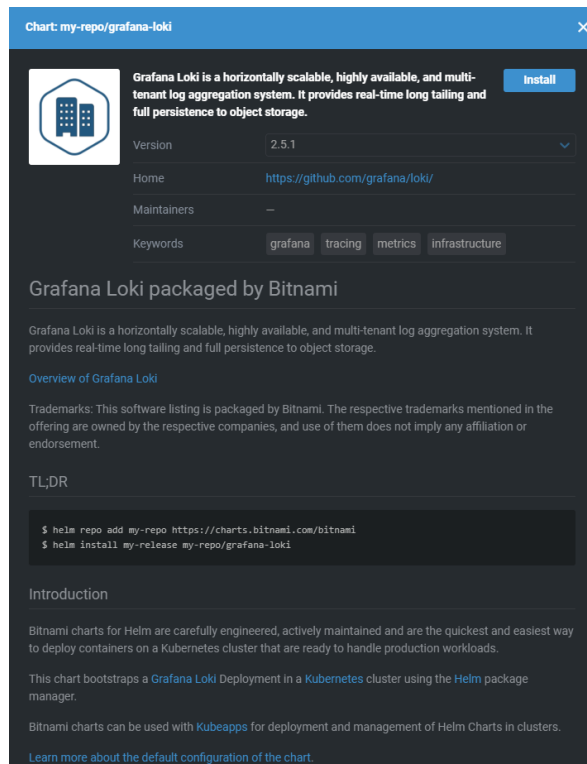 Chart: my-repo/grafana-loki
Grafana Loki is a horizontally scalable, highly available, and multi-
tenant log aggregation system. It provides real-time long tailing and
full persistence to object storage.
Install
Version 2.5.1
Home https://github.com/grafana/loki/
Maintainers —
Keywords grafana tracing metrics infrastructure
Grafana Loki packaged by Bitnami
Grafana Loki is a horizontally scalable, highly available, and multi-tenant log aggregation system. It
provides real-time long tailing and full persistence to object storage.
Overview of Grafana Loki
Trademarks: This software listing is packaged by Bitnami. The respective trademarks mentioned in the
offering are owned by the respective companies, and use of them does not imply any affiliation or
endorsement.
TL;DR
$ helm repo add my-repo https://charts.bitnami.com/bitnami
$ helm install my-release my-repo/grafana-loki
Introduction
Bitnami charts for Helm are carefully engineered, actively maintained and are the quickest and easiest way
to deploy containers on a Kubernetes cluster that are ready to handle production workloads.
This chart bootstraps a Grafana Loki Deployment in a Kubernetes cluster using the Helm package
manager.
Bitnami charts can be used with Kubeapps for deployment and management of Helm Charts in clusters.
Learn more about the default configuration of the chart.